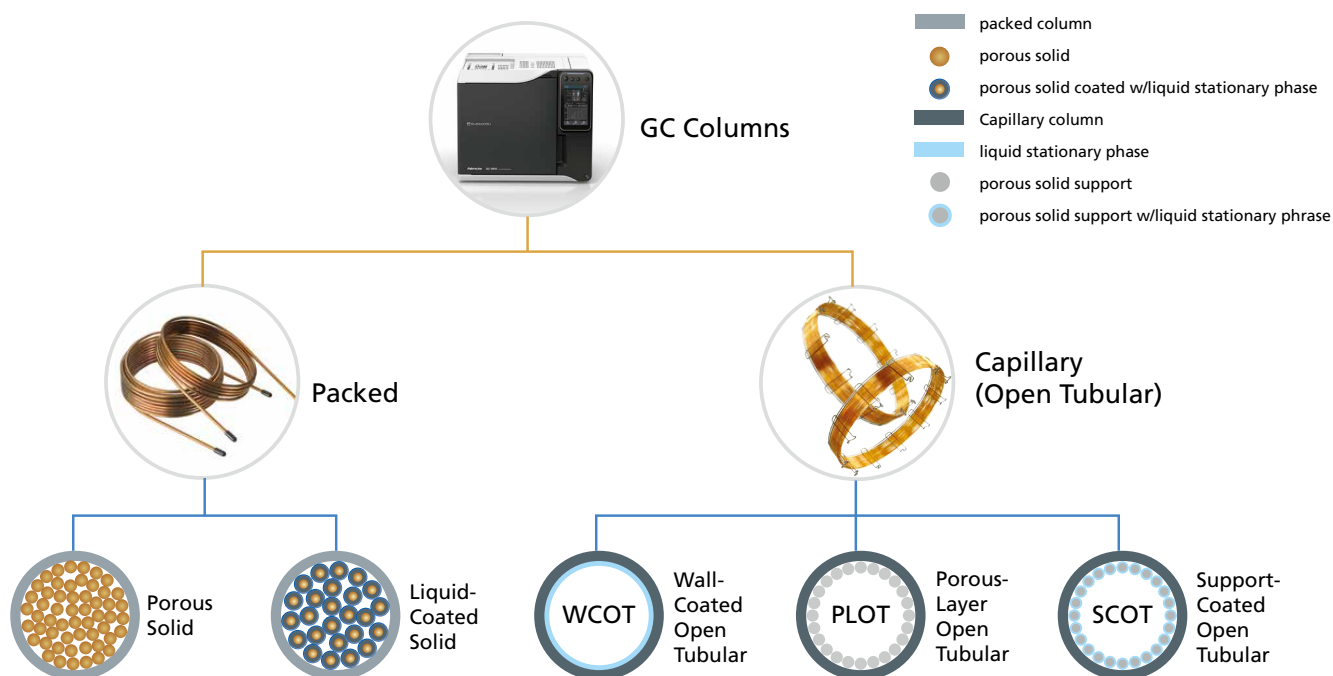 packed column
porous solid
porous solid coated w/liquid stationary phase
Capillary column
liquid stationary phase
porous solid support
porous solid support w/liquid stationary phrase
GC Columns
Packed
Capillary
(Open Tubular)
Porous
Solid
Liquid-
Coated
Solid
WCOT
Wall-
Coated
Open
Tubular
PLOT
Porous-
Layer
Open
Tubular
SCOT
Support-
Coated
Open
Tubular